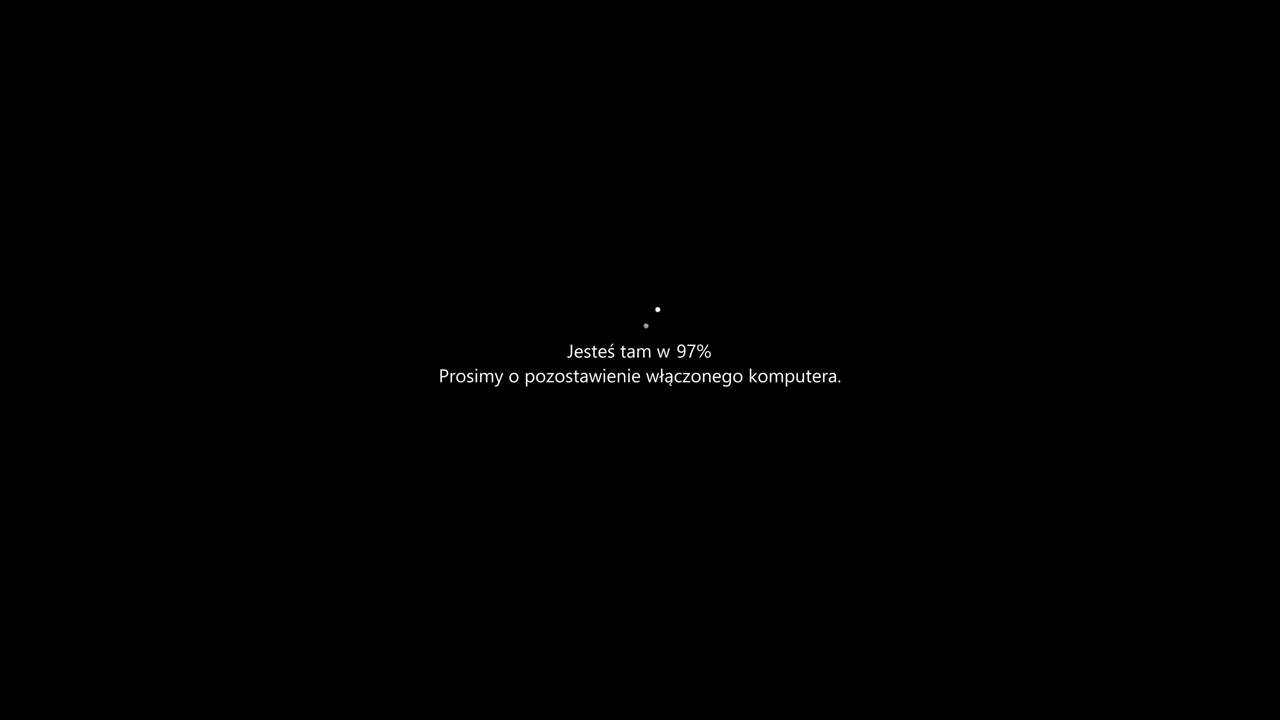 Jesteś tam w 97%
Prosimy o pozostawienie włączonego komputera.